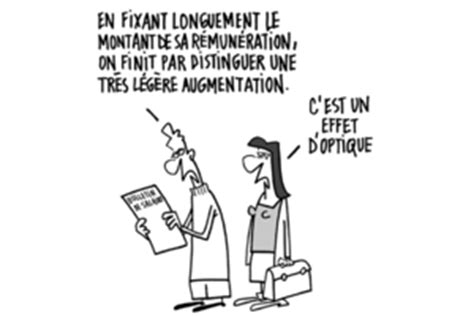 EN FIXANT LONGUEMENT LE
MONTANT DE SA RÉMUNÉRATION,
ON FINIT PAR DISTINGUER UNE
TRÉS LÉGÈRE AUGMENTATION.
C'EST UN
EFFET
D'OPTIQUE
BULLETIN
DE SALAIRE